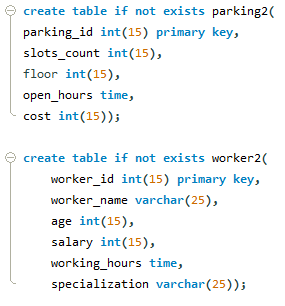 create table if not exists parking2(
parking_id int(15) primary key,
slots_count int(15),
floor int(15),
open_hours time,
cost int(15));
create table if not exists worker2(
worker_id int(15) primary key,
worker_name varchar(25),
age int(15),
salary int(15),
working_hours time,
specialization varchar(25));